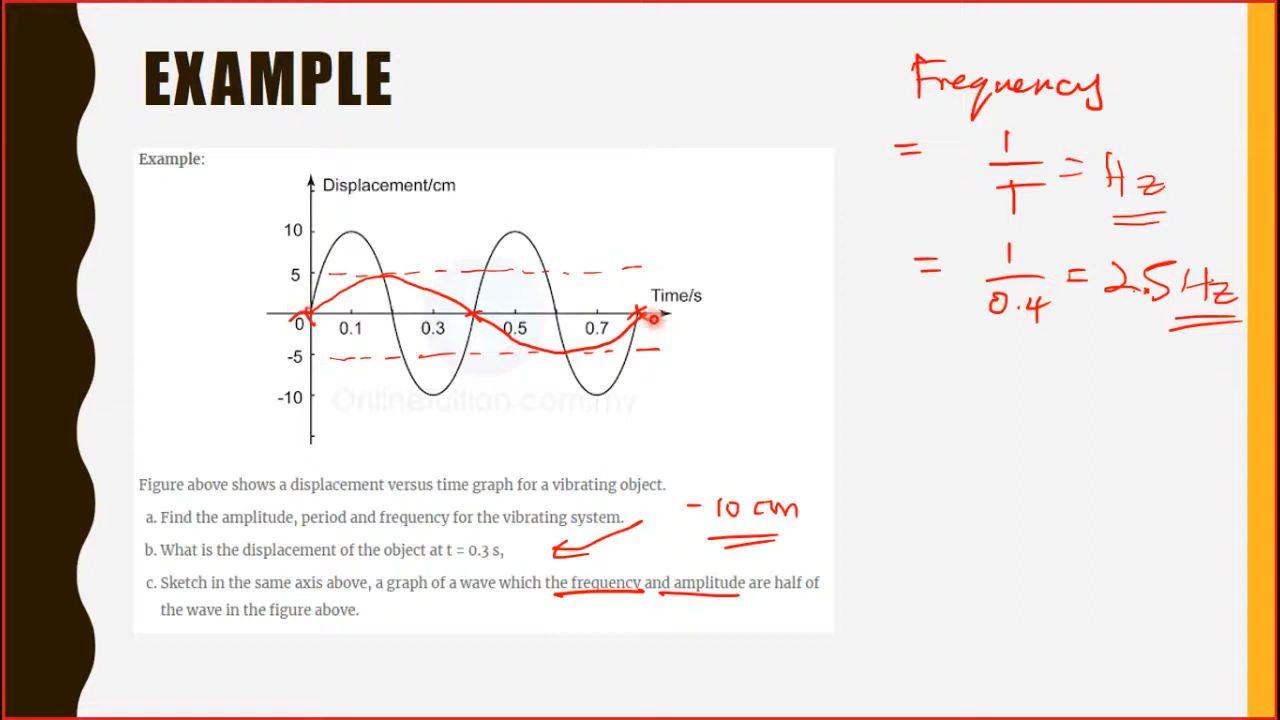 EXAMPLE
Example:
Displacement/cm
10
5
0
-5
-10
0.1
0.3
0.5
0.7
Time/s
Onlinetuition.com.my
Figure above shows a displacement versus time graph for a vibrating object.
a. Find the amplitude, period and frequency for the vibrating system.
b. What is the displacement of the object at t = 0.3 s,
c. Sketch in the same axis above, a graph of a wave which the frequency and amplitude are half of
the wave in the figure above.
- 10 cm
Frequency
= 1/T = Hz
= 1/0.4 = 2.5 Hz